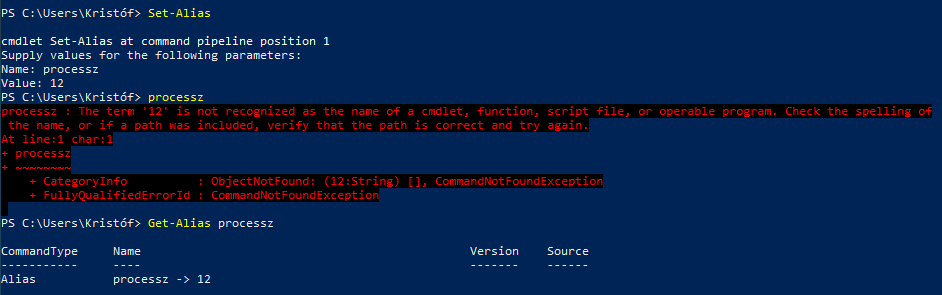 PS C:\Users\Kristóf> Set-Alias
cmdlet Set-Alias at command pipeline position 1
Supply values for the following parameters:
Name: processz
Value: 12
PS C:\Users\Kristóf> processz
processz : The term '12' is not recognized as the name of a cmdlet, function, script file, or operable program. Check the spelling of
 the name, or if a path was included, verify that the path is correct and try again.
At line:1 char:1
+ processz
+ ~~~~~~~~
    + CategoryInfo          : ObjectNotFound: (12:String) [], CommandNotFoundException
    + FullyQualifiedErrorId : CommandNotFoundException
PS C:\Users\Kristóf> Get-Alias processz
CommandType     Name                                               Version    Source
-----------     ----                                               -------    ------
Alias           processz -> 12